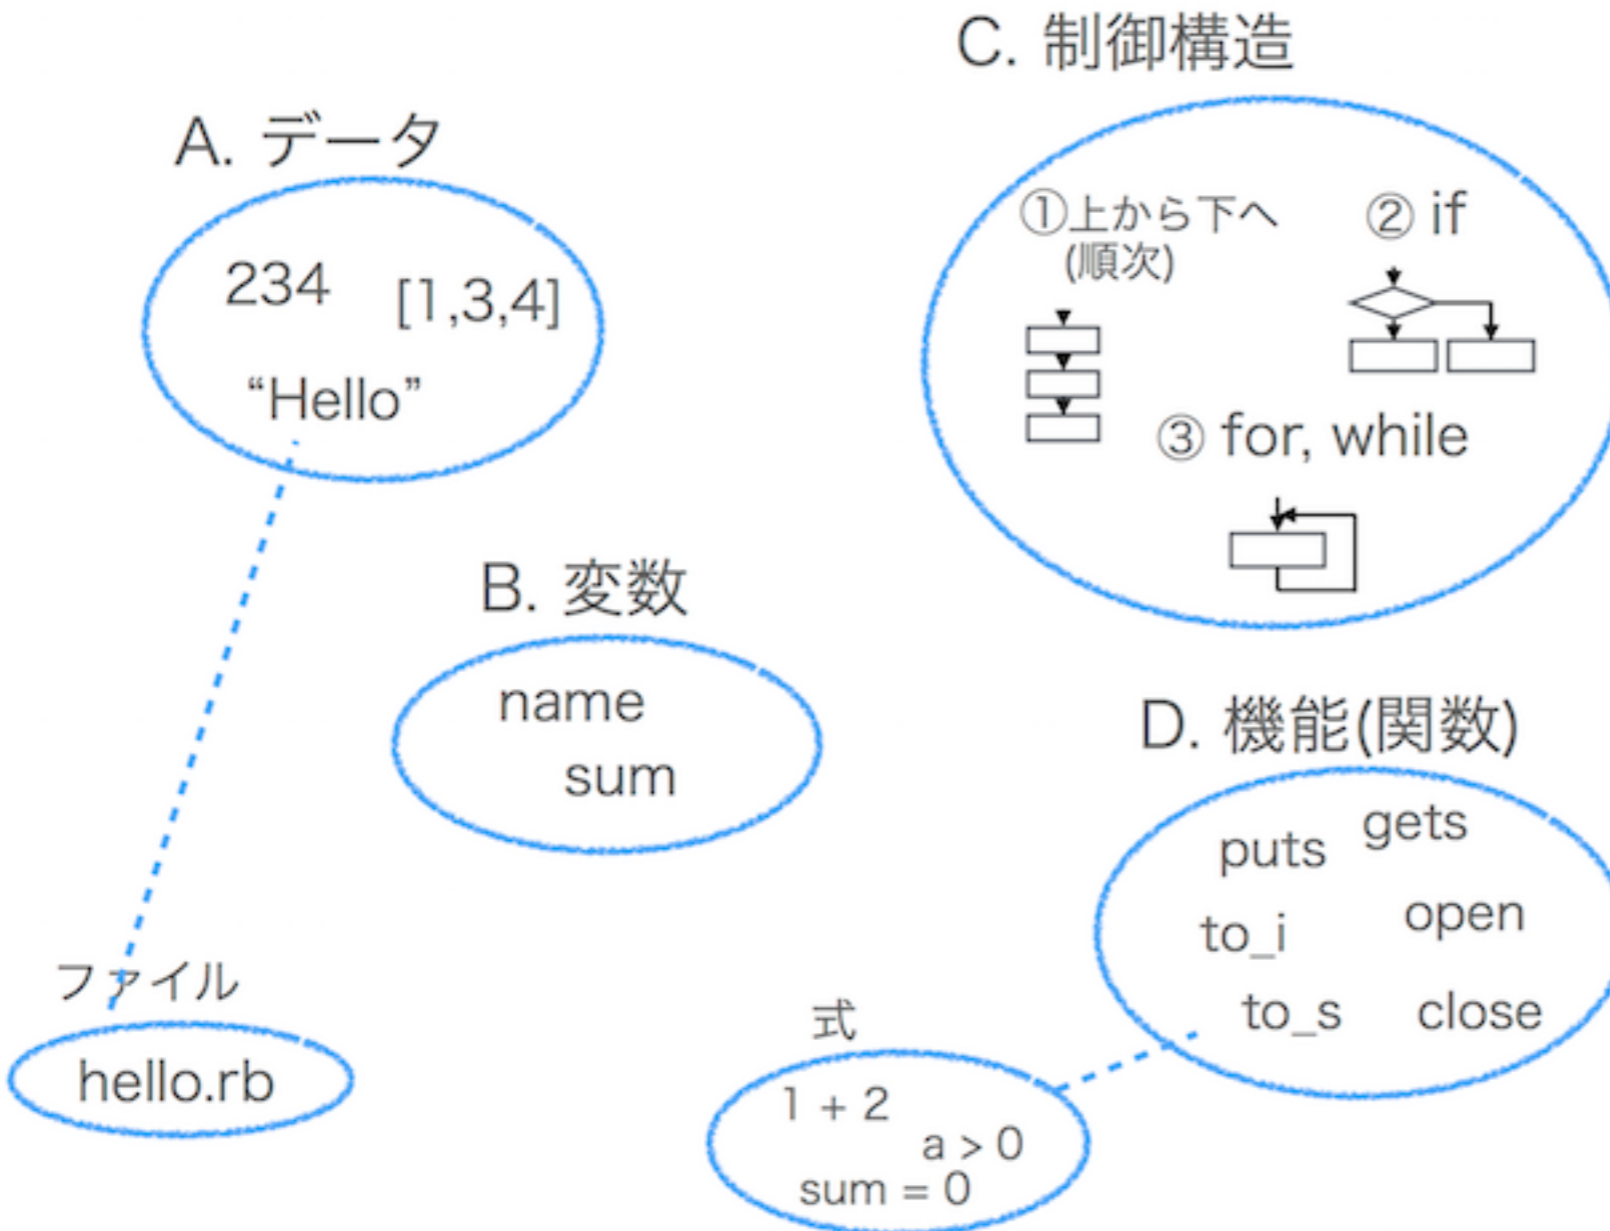 C. 制御構造
A. データ
①上から下へ
(順次)
② if
234
[1,3,4]
“Hello”
③ for, while
B. 変数
name
sum
D. 機能(関数)
puts
gets
to_i
open
to_s
close
ファイル
hello.rb
式
1 + 2
a > 0
sum = 0